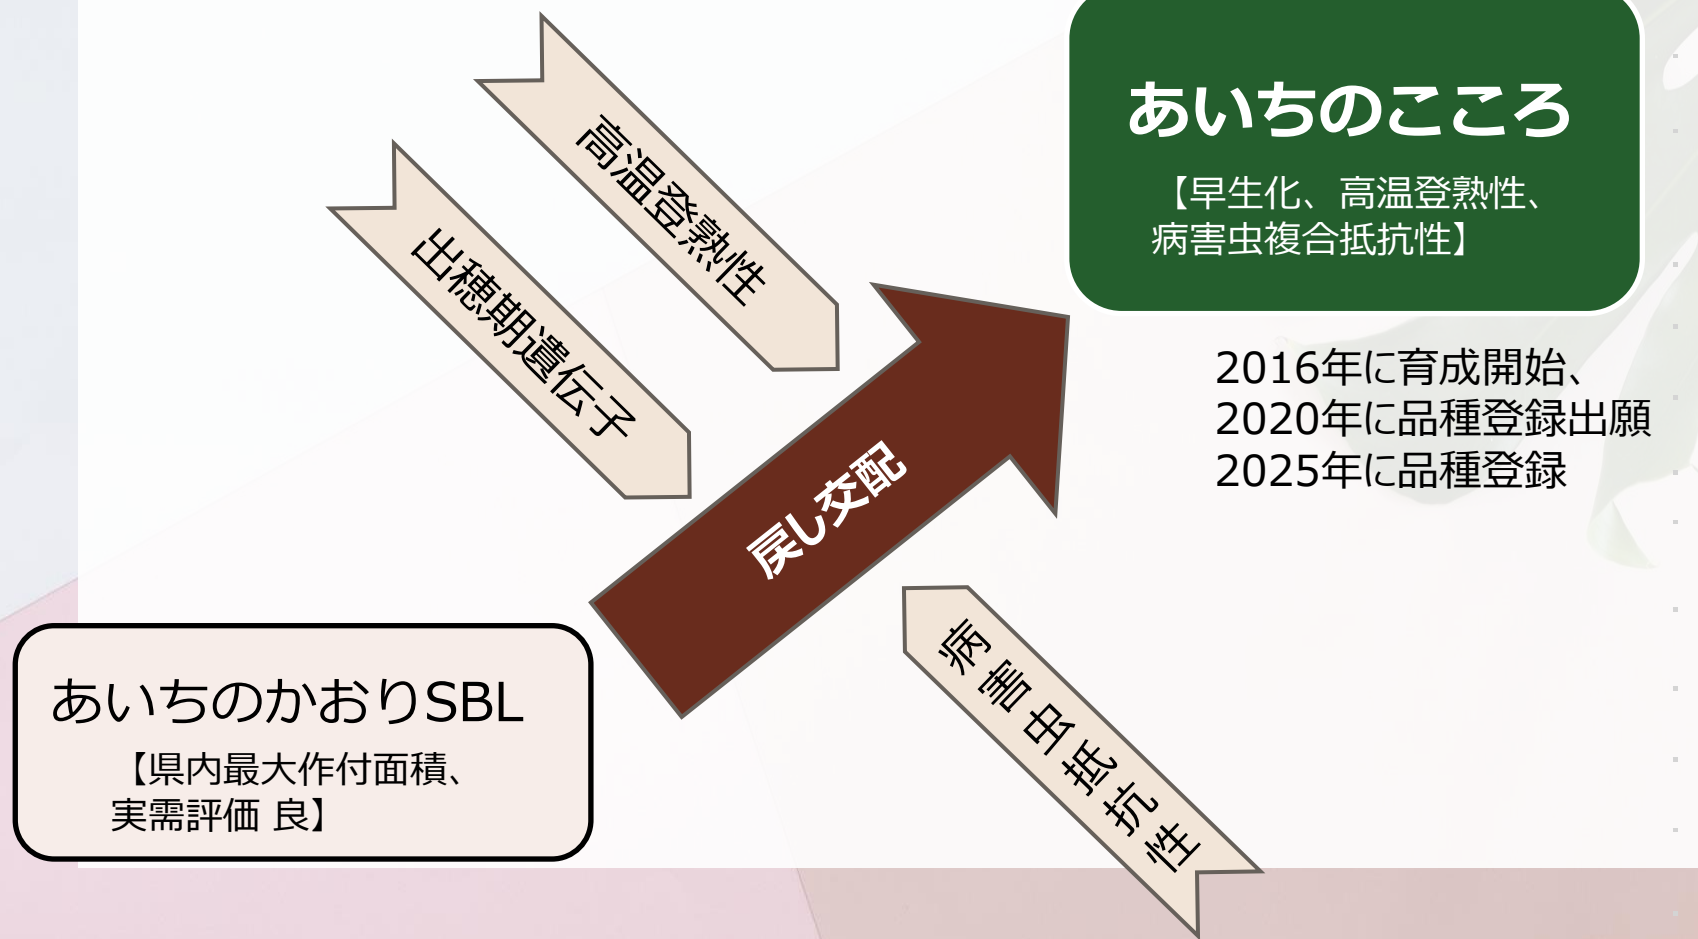 あいちのこころ
【早生化、高温登熟性、
病害虫複合抵抗性】
高温登熟性
出穂期遺伝子
2016年に育成開始、
2020年に品種登録出願
2025年に品種登録
戻し交配
病害虫抵抗性
あいちのかおりSBL
【県内最大作付面積、
実需評価 良】